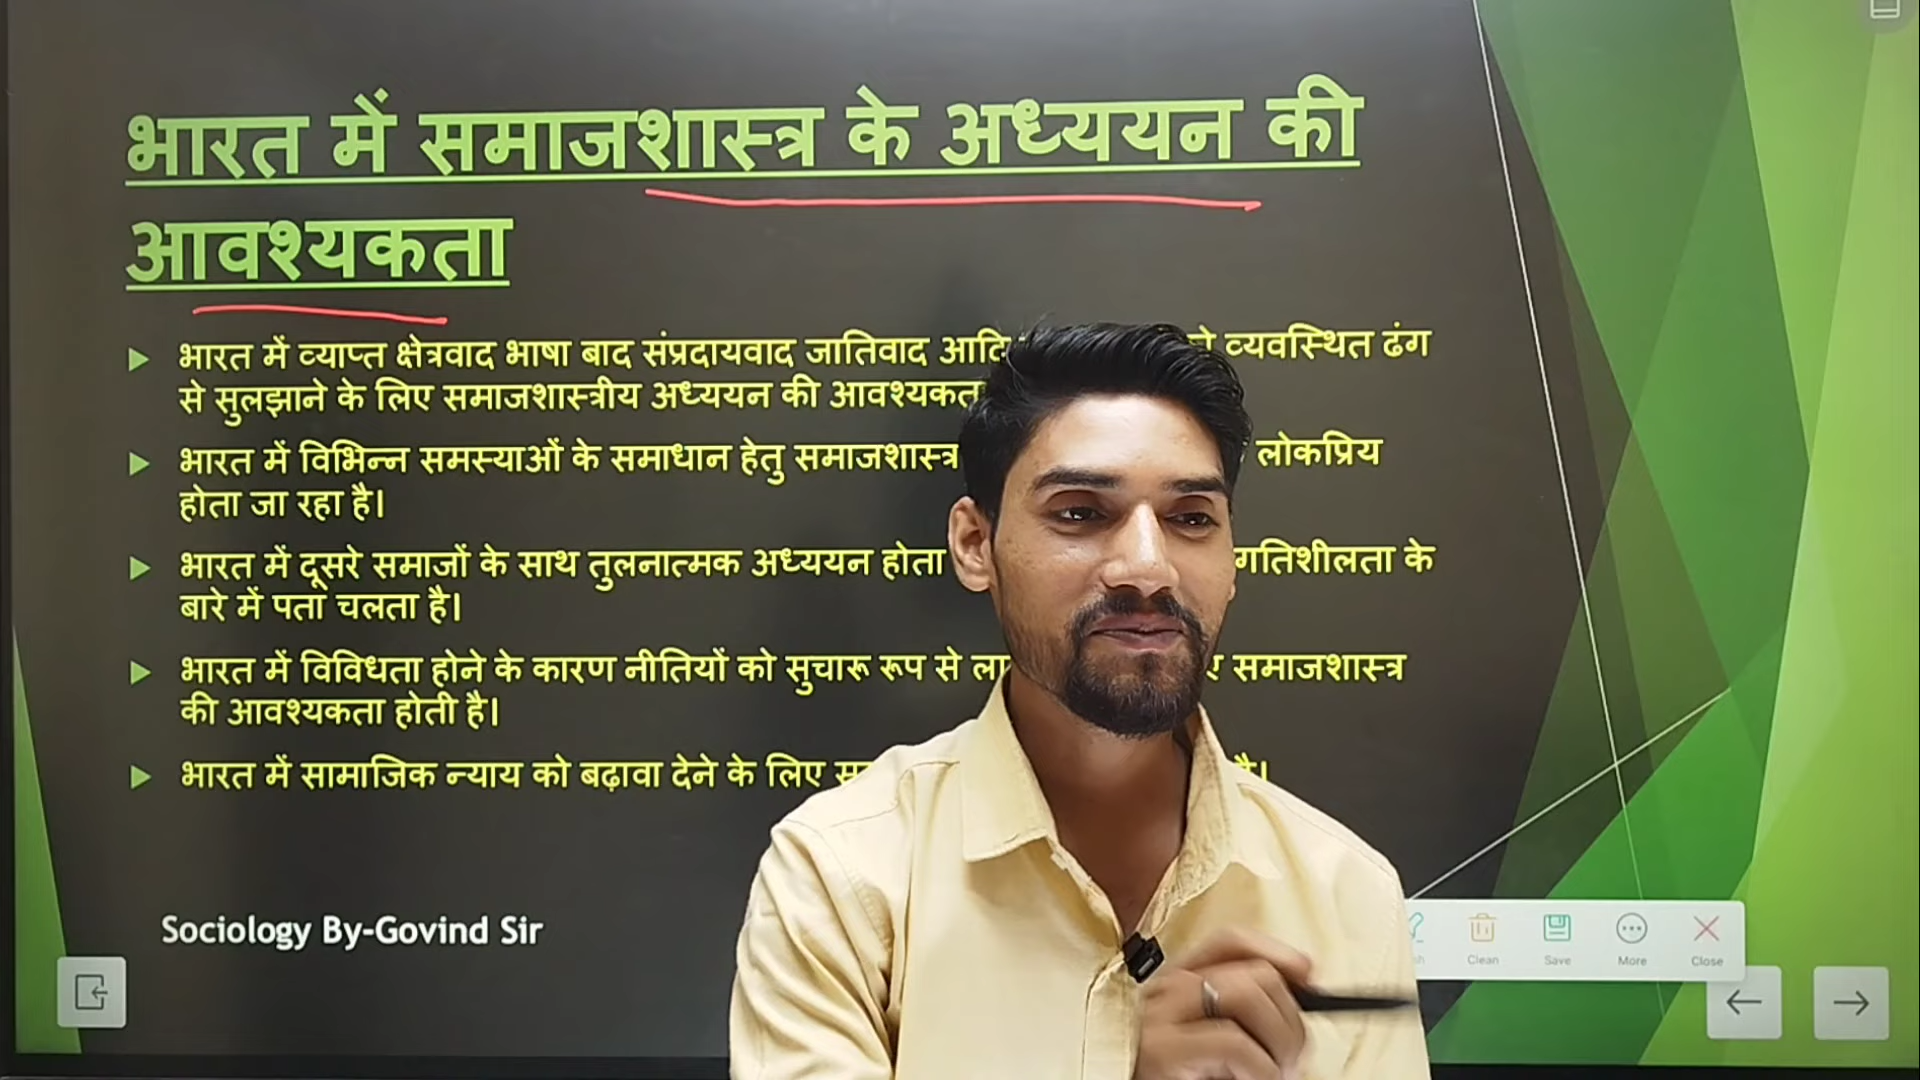 भारत में समाजशास्त्र के अध्ययन की
आवश्यकता
भारत में व्याप्त क्षेत्रवाद भाषा बाद संप्रदायवाद जातिवाद आदि व्यवस्थित ढंग
से सुलझाने के लिए समाजशास्त्रीय अध्ययन की
भारत में विभिन्न समस्याओं के समाधान हेतु समाजशास्त्र लोकप्रिय
होता जा रहा है।
भारत में दूसरे समाजों के साथ तुलनात्मक अध्ययन होता गतिशीलता के
बारे में पता चलता है।
भारत में विविधता होने के कारण नीतियों को सुचारू रूप से समाजशास्त्र
की आवश्यकता होती है।
भारत में सामाजिक न्याय को बढ़ावा देने के लिए है।
Sociology By-Govind Sir
Clean Save More Close